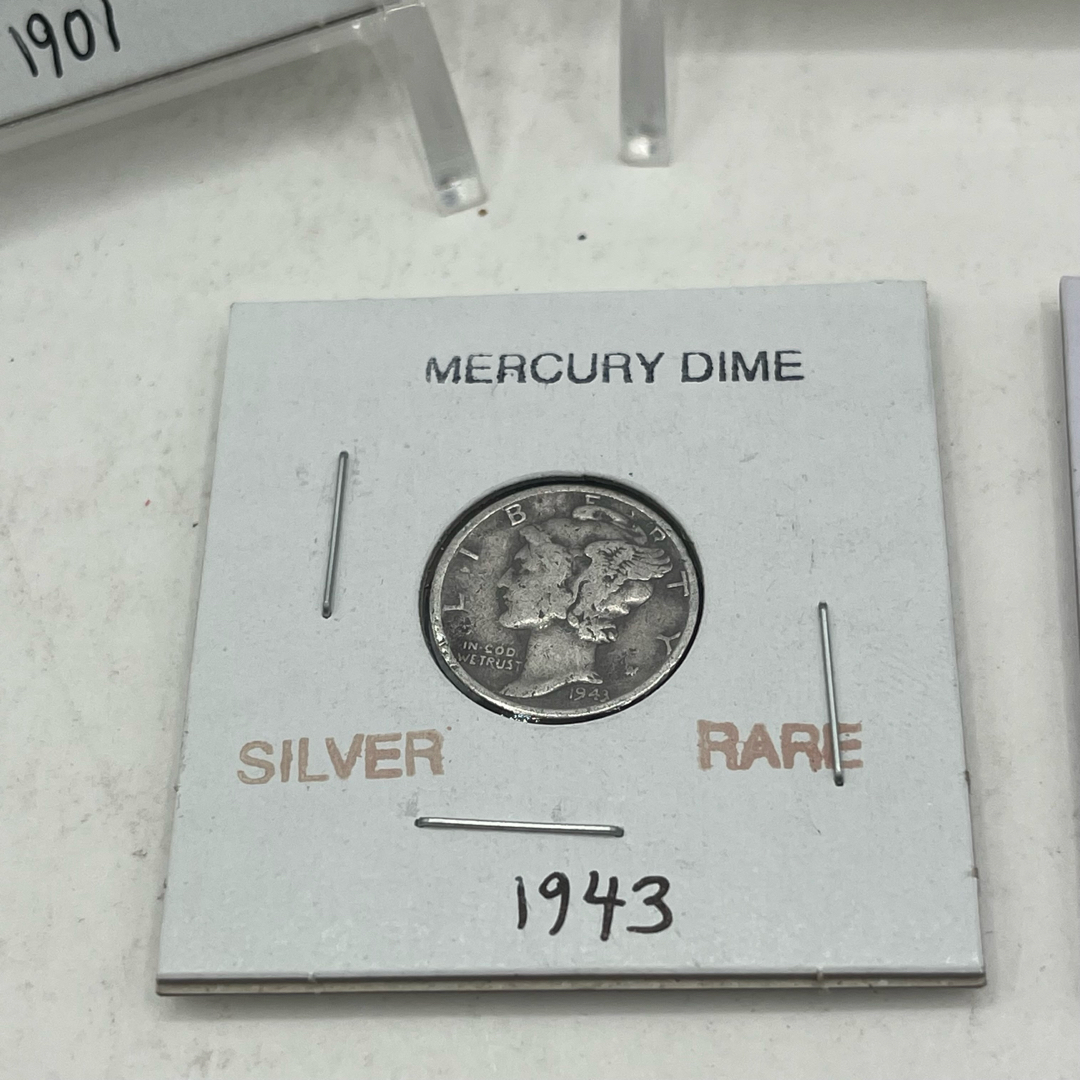 1901
MERCURY DIME
LIBERTY
IN GOD
WE TRUST
1943
SILVER RARE
1943